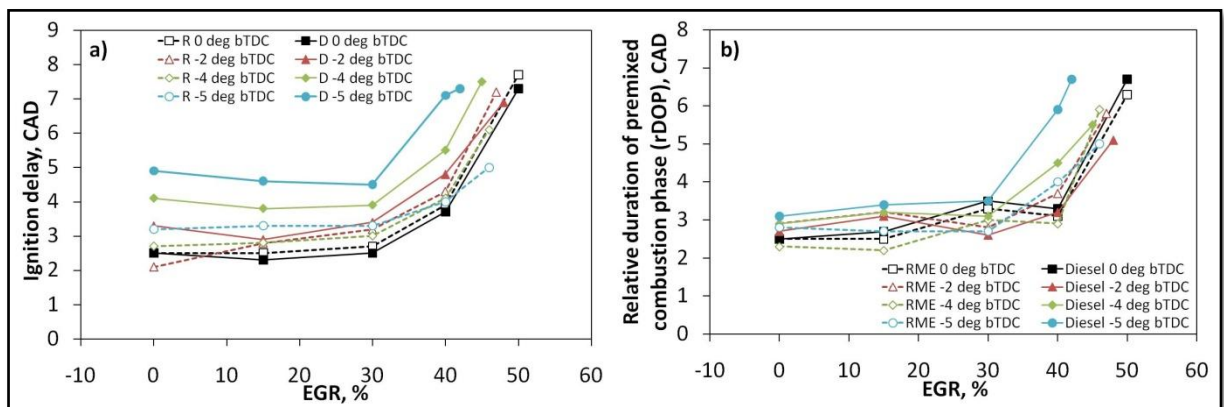 a)
R 0 deg bTDC D 0 deg bTDC
R -2 deg bTDC D -2 deg bTDC
R -4 deg bTDC D -4 deg bTDC
R -5 deg bTDC D -5 deg bTDC
Ignition delay, CAD
9
8
7
6
5
4
3
2
1
0
-10 0 10 20 30 40 50 60
EGR, %
b)
Relative duration of premixed
combustion phase (rDOP), CAD
8
7
6
5
4
3
2
1
0
RME 0 deg bTDC Diesel 0 deg bTDC
RME -2 deg bTDC Diesel -2 deg bTDC
RME -4 deg bTDC Diesel -4 deg bTDC
RME -5 deg bTDC Diesel -5 deg bTDC
-10 0 10 20 30 40 50 60
EGR, %